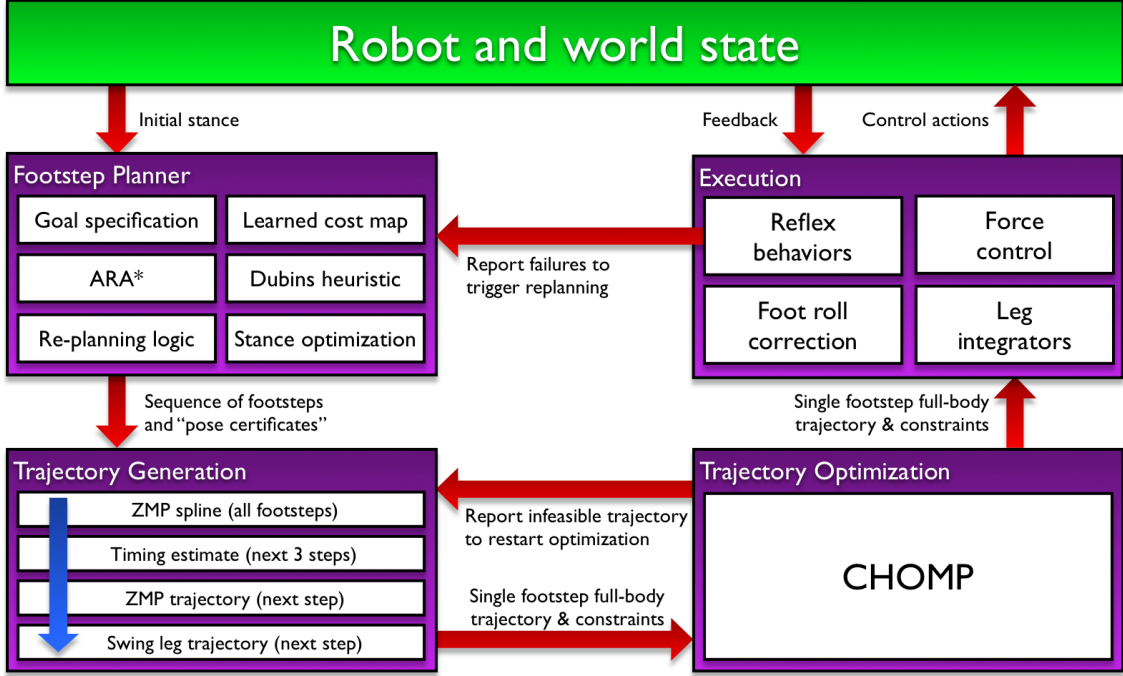 Robot and world state
Initial stance
Feedback
Control actions
Footstep Planner
Goal specification
Learned cost map
ARA*
Dubins heuristic
Re-planning logic
Stance optimization
Execution
Reflex
behaviors
Force
control
Foot roll
correction
Leg
integrators
Report failures to
trigger replanning
Sequence of footsteps
and “pose certificates”
Single footstep full-body
trajectory & constraints
Trajectory Generation
ZMP spline (all footsteps)
Timing estimate (next 3 steps)
ZMP trajectory (next step)
Swing leg trajectory (next step)
Report infeasible trajectory
to restart optimization
Single footstep full-body
trajectory & constraints
Trajectory Optimization
CHOMP